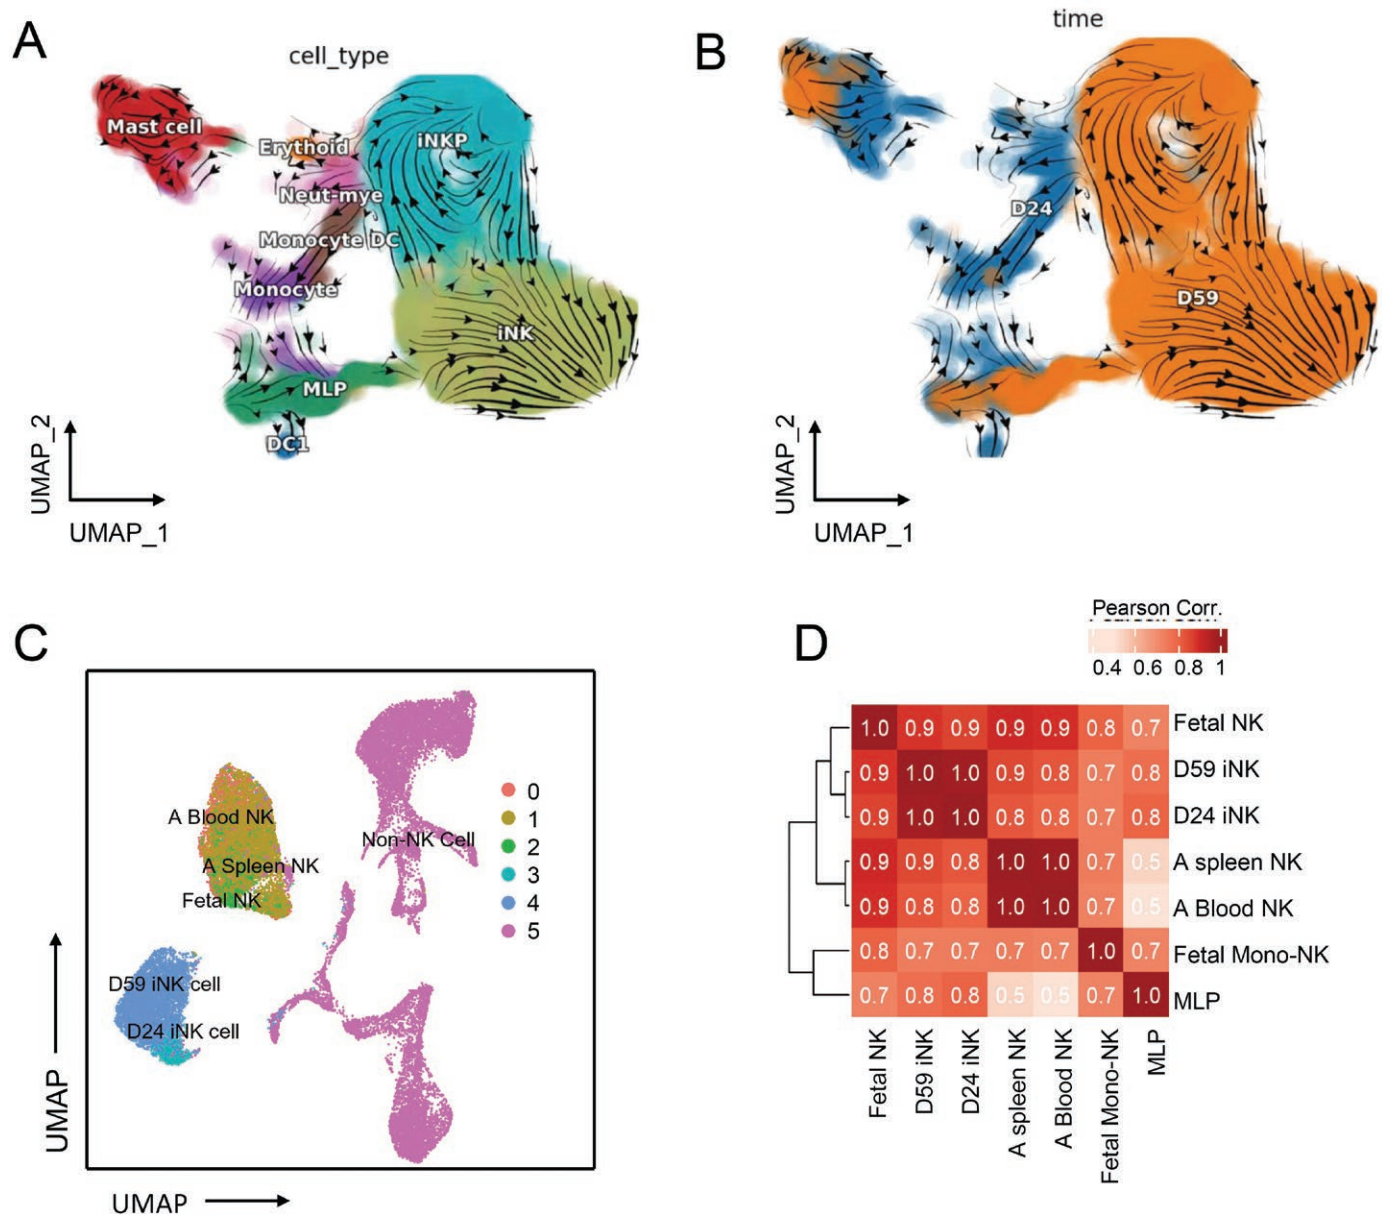 A
cell_type
Mast cell
Erythoid
iNKP
Neut-mye
Monocyte DC
Monocyte
iNK
MLP
DC1
UMAP_2
UMAP_1
B
time
D24
D59
UMAP_2
UMAP_1
C
A Blood NK
A Spleen NK
Fetal NK
D59 iNK cell
D24 iNK cell
Non-NK Cell
0
1
2
3
4
5
UMAP
UMAP
D
Pearson Corr.
0.4 0.6 0.8 1
1.0 0.9 0.9 0.9 0.9 0.8 0.7 Fetal NK
0.9 1.0 1.0 0.9 0.8 0.7 0.8 D59 iNK
0.9 1.0 1.0 0.8 0.8 0.7 0.8 D24 iNK
0.9 0.9 0.8 1.0 1.0 0.7 0.5 A spleen NK
0.9 0.8 0.8 1.0 1.0 0.7 0.5 A Blood NK
0.8 0.7 0.7 0.7 0.7 1.0 0.7 Fetal Mono-NK
0.7 0.8 0.8 0.5 0.5 0.7 1.0 MLP
Fetal NK
D59 iNK
D24 iNK
A spleen NK
A Blood NK
Fetal Mono-NK
MLP